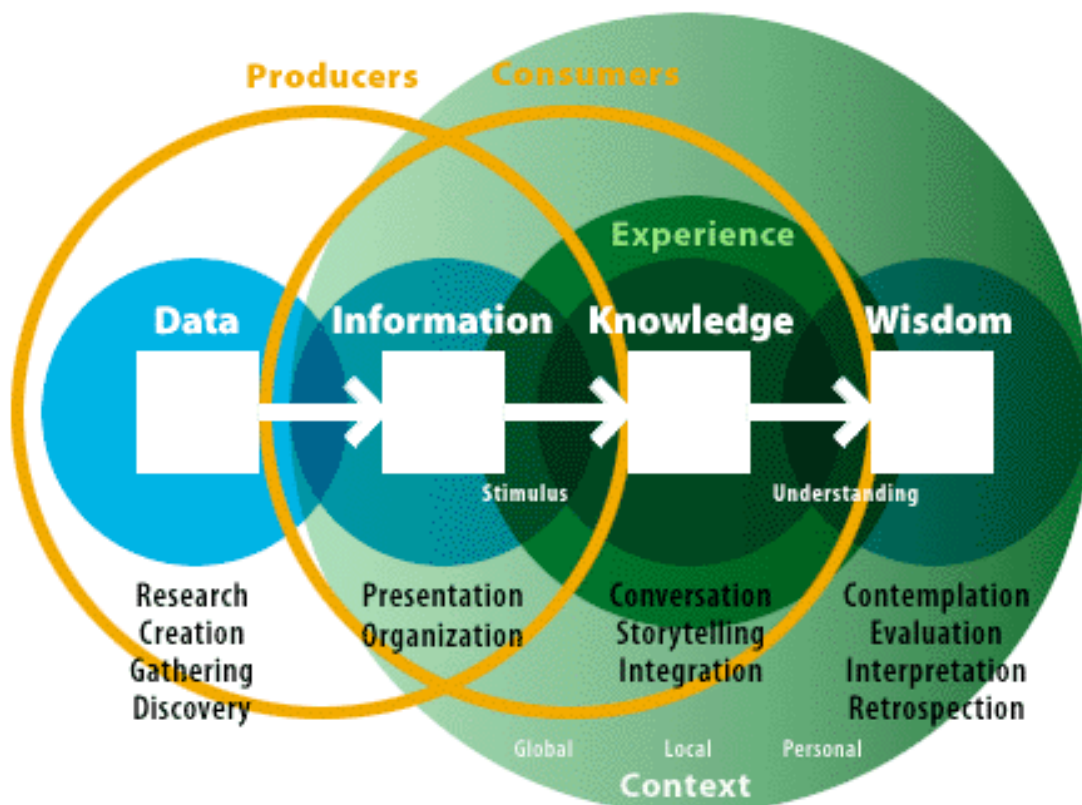 Producers Consumers
Experience
Data Information Knowledge Wisdom
Stimulus Understanding
Research
Creation
Gathering
Discovery
Presentation
Organization
Conversation
Storytelling
Integration
Contemplation
Evaluation
Interpretation
Retrospection
Global Local Personal
Context